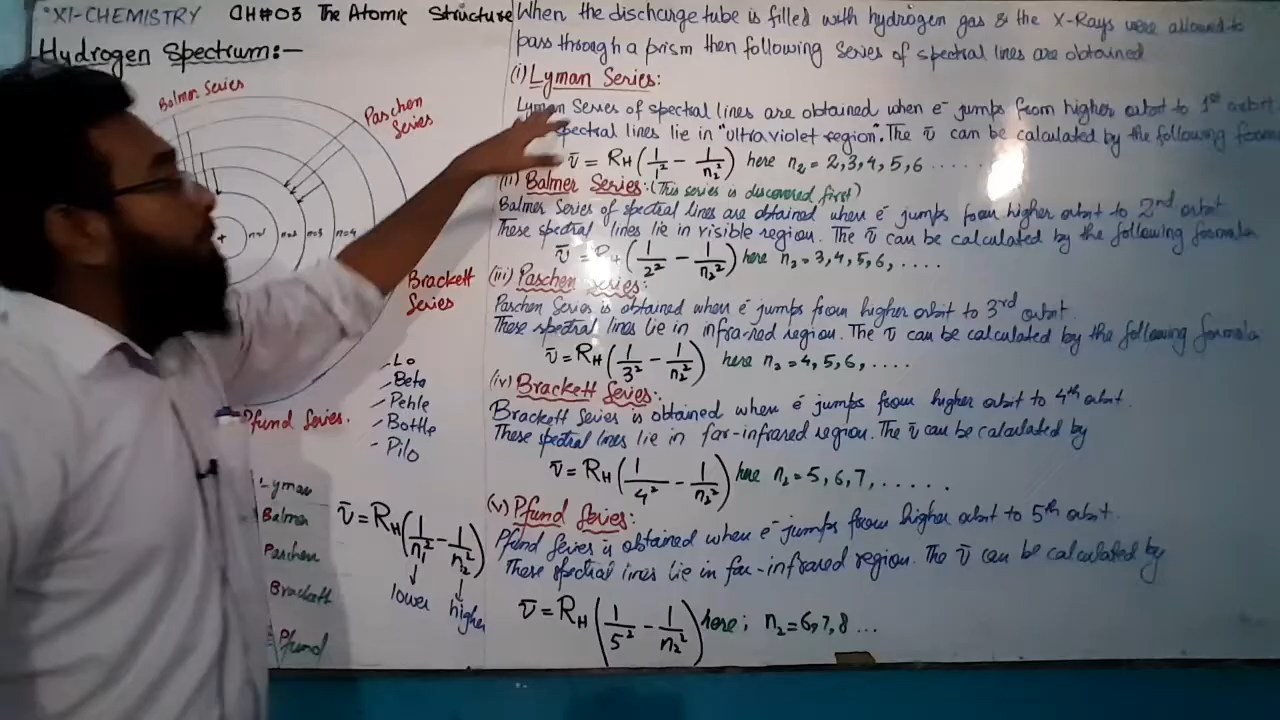 XI-CHEMISTRY CH#03 The Atomic Structure
Hydrogen Spectrum:-
Balmer Series
Paschen Series
+ n=1 n=2 n=3 n=4
Brackett Series
Pfund Series.
Lo
Beta
Pehle
Bottle
Pilo
Lyman
Balmer
Paschen
Brackett
Pfund
ν̄ = RH(1/n₁² - 1/n₂²)
lower higher
When the discharge tube is filled with hydrogen gas & the X-Rays were allowed to
pass through a prism then following series of spectral lines are obtained
(i) Lyman Series:
Lyman Series of spectral lines are obtained when e⁻ jumps from higher orbit to 1st orbit.
spectral lines lie in "ultraviolet region". The ν̄ can be calculated by the following
ν̄ = RH(1/1² - 1/n₂²) here n₂ = 2,3,4,5,6 ......
(ii) Balmer Series: (This series is discovered first)
Balmer Series of spectral lines are obtained when e⁻ jumps from higher orbit to 2nd orbit
These spectral lines lie in visible region. The ν̄ can be calculated by the following formula
ν̄ = RH(1/2² - 1/n₂²) here n₂ = 3,4,5,6, ....
(iii) Paschen Series:
Paschen Series is obtained when e⁻ jumps from higher orbit to 3rd orbit.
These spectral lines lie in infra-red region. The ν̄ can be calculated by the following formula
ν̄ = RH(1/3² - 1/n₂²) here n₂ = 4, 5, 6, ....
(iv) Brackett Series:
Brackett Series is obtained when e⁻ jumps from higher orbit to 4th orbit.
These spectral lines lie in far-infrared region. The ν̄ can be calculated by
ν̄ = RH(1/4² - 1/n₂²) here n₂ = 5, 6, 7, ......
(v) Pfund Series:
Pfund Series is obtained when e⁻ jumps from higher orbit to 5th orbit.
These spectral lines lie in far-infrared region. The ν̄ can be calculated by
ν̄ = RH(1/5² - 1/n₂²) here; n₂ = 6, 7, 8 ...